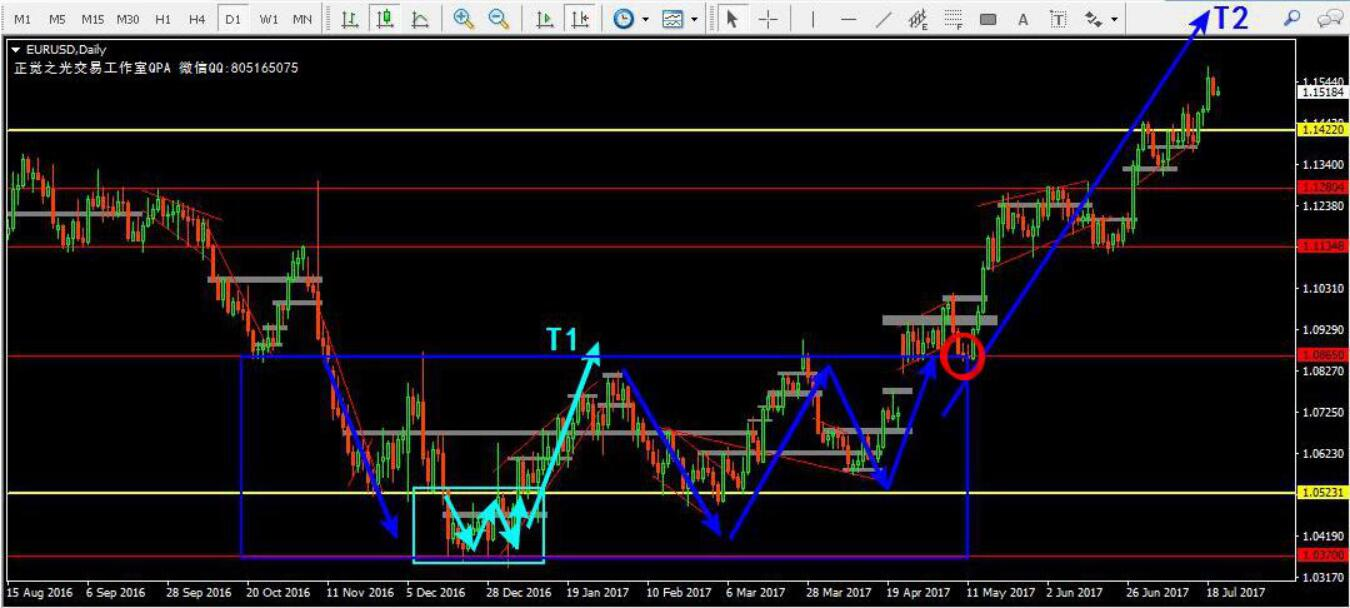 M1 M5 M15 M30 H1 H4 D1 W1 MN
E F A T
T2
EURUSD,Daily
正觉之光交易工作室QPA 微信QQ:805165075
1.15440
1.15184
1.14220
1.13400
1.12804
1.12380
1.11348
1.10310
1.09290
T1
1.08650
1.08270
1.07250
1.06230
1.05231
1.04190
1.03700
1.03170
15 Aug 2016 6 Sep 2016 28 Sep 2016 20 Oct 2016 11 Nov 2016 5 Dec 2016 28 Dec 2016 19 Jan 2017 10 Feb 2017 6 Mar 2017 28 Mar 2017 19 Apr 2017 11 May 2017 2 Jun 2017 26 Jun 2017 18 Jul 2017